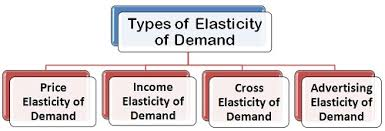 Types of Elasticity
of Demand
Price
Elasticity of
Demand
Income
Elasticity of
Demand
Cross
Elasticity of
Demand
Advertising
Elasticity of
Demand